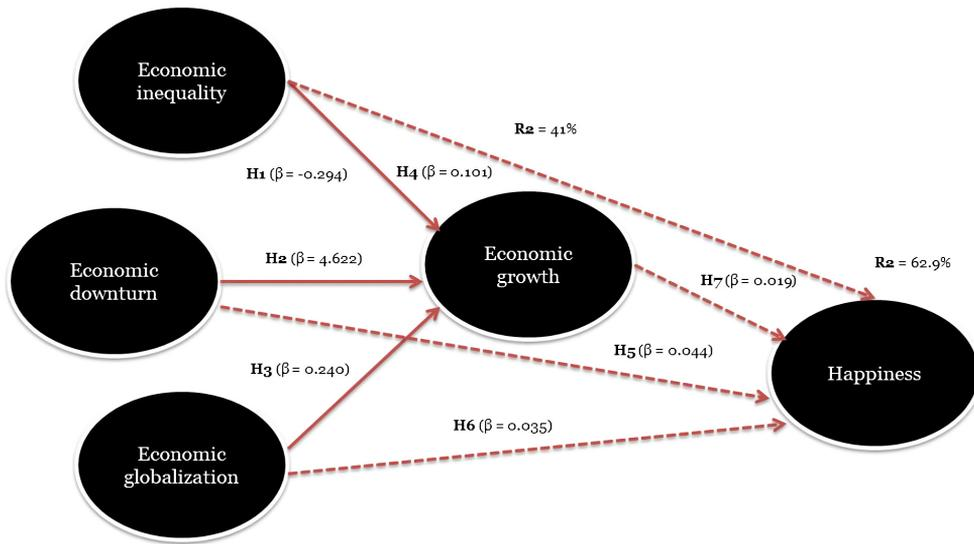 Economic
inequality
R2 = 41%
H1 (β = -0.294)
H4 (β = 0.101)
Economic
downturn
H2 (β = 4.622)
Economic
growth
R2 = 62.9%
H7 (β = 0.019)
H5 (β = 0.044)
H3 (β = 0.240)
Happiness
H6 (β = 0.035)
Economic
globalization